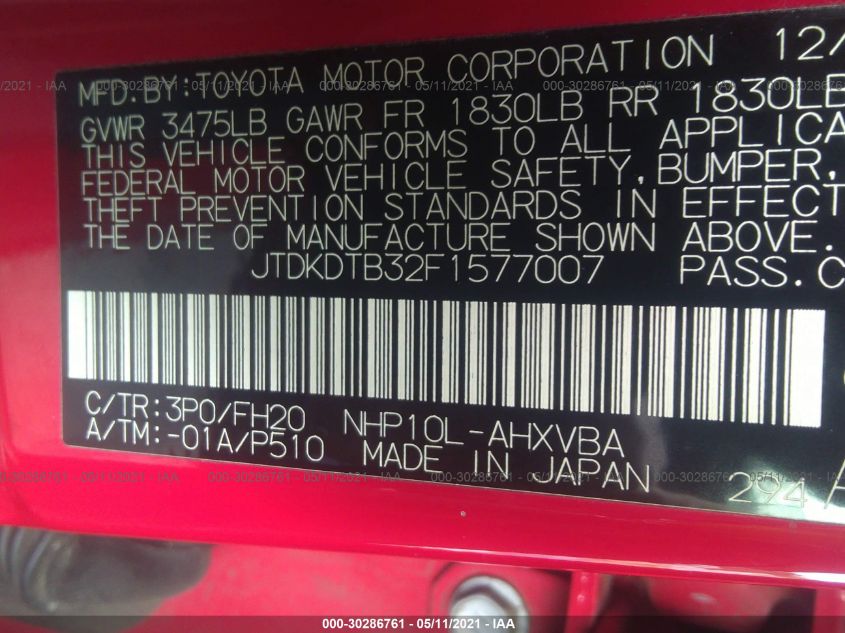 MFD.BY:TOYOTA MOTOR CORPORATION 12/
GVWR 3475LB GAWR FR 1830LB RR 1830LB
THIS VEHICLE CONFORMS TO ALL APPLICA
FEDERAL MOTOR VEHICLE SAFETY,BUMPER,
THEFT PREVENTION STANDARDS IN EFFECT
THE DATE OF MANUFACTURE SHOWN ABOVE.
JTDKDTB32F1577007 PASS.C
C/TR:3P0/FH20 NHP10L-AHXVBA
A/TM:-01A/P510 MADE IN JAPAN
294
000-30286761 - 05/11/2021 - IAA